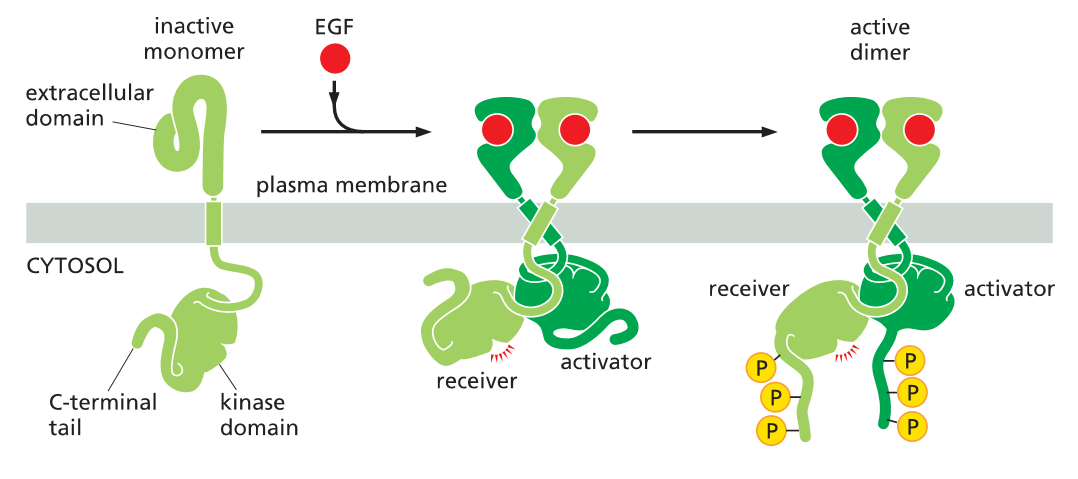 inactive
monomer
EGF
active
dimer
extracellular
domain
plasma membrane
CYTOSOL
receiver
activator
activator
receiver
C-terminal
tail
kinase
domain
P
P
P
P
P
P